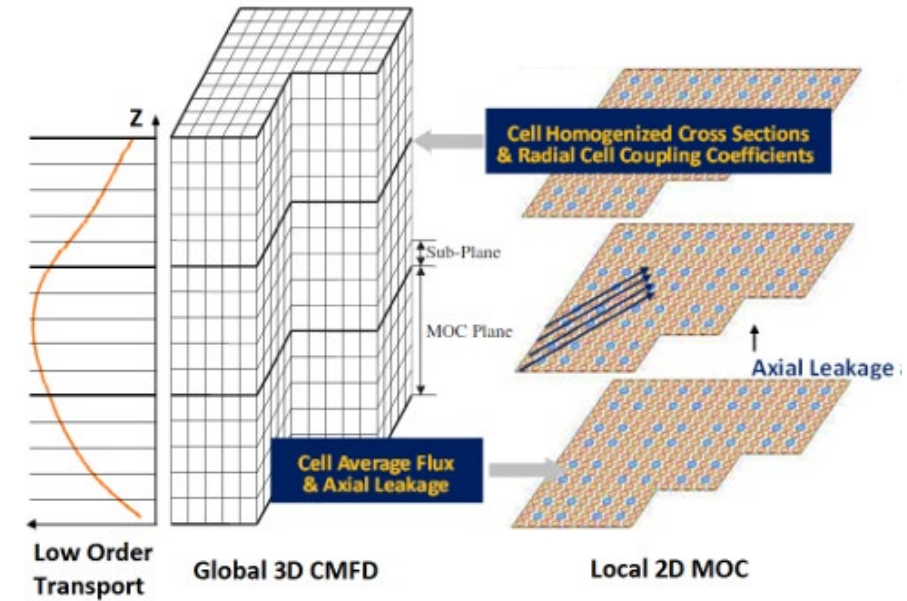 Z
Cell Homogenized Cross Sections
& Radial Cell Coupling Coefficients
Sub-Plane
MOC Plane
Axial Leakage
Cell Average Flux
& Axial Leakage
Low Order
Transport
Global 3D CMFD
Local 2D MOC